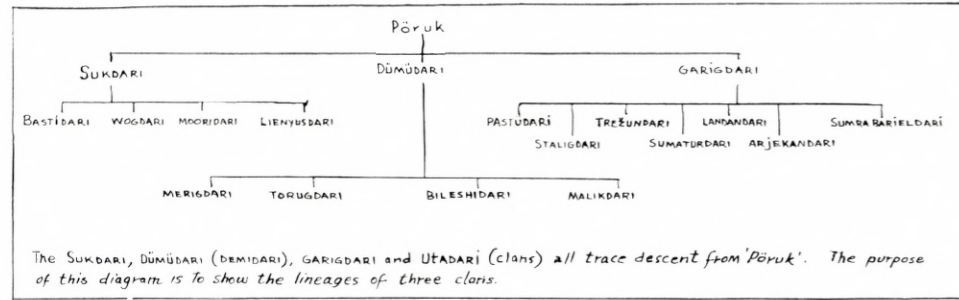 Pöruk
SUKDARI DÜMÜDARI GARIGDARI
BASTIDARI WOGDARI MOORIDARI LIENYUSDARI PASTUDARI TREŽUNDARI LANDANDARI SUMRA BARIELDARI
STALIGDARI SUMATURDARI ARJEKANDARI
MERIGDARI TORUGDARI BILESHIDARI MALIKDARI
The SUKDARI, DÜMÜDARI (DEMIDARI), GARIGDARI and UTADARI (clans) all trace descent from 'Pöruk'. The purpose
of this diagram is To show the lineages of three clans.